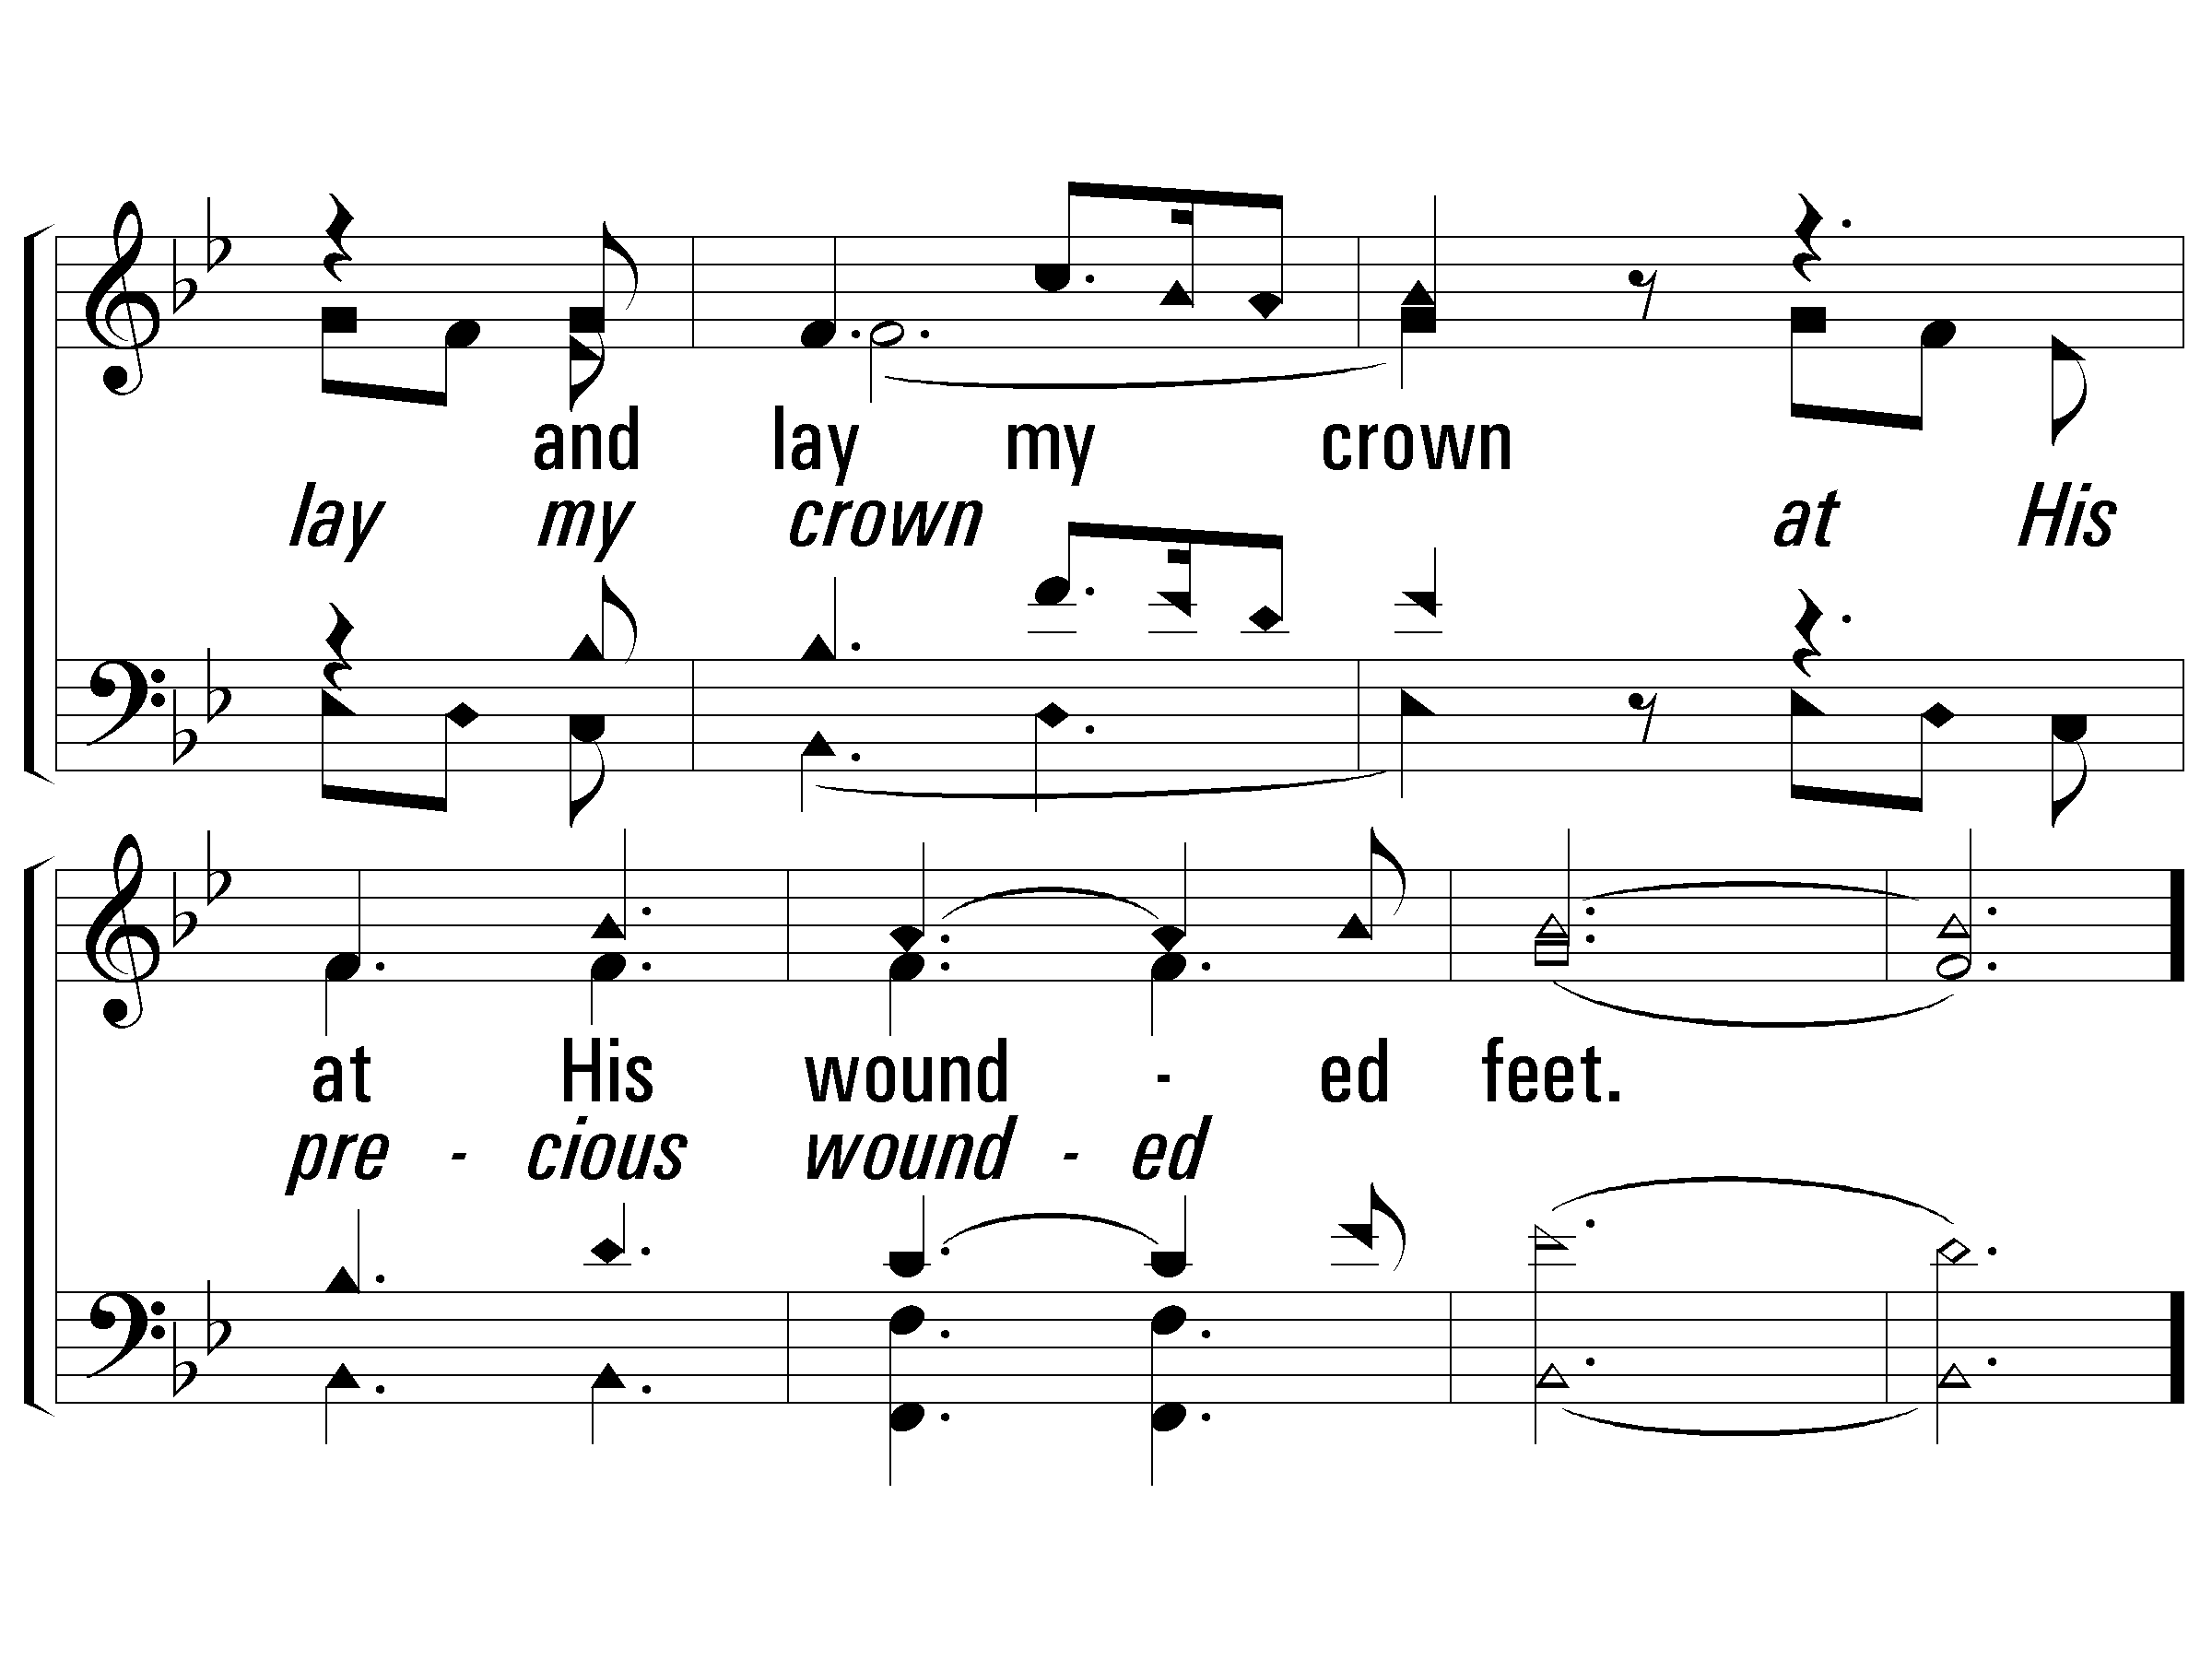 and lay my crown
lay my crown at His
at His wound - ed feet.
pre - cious wound - ed